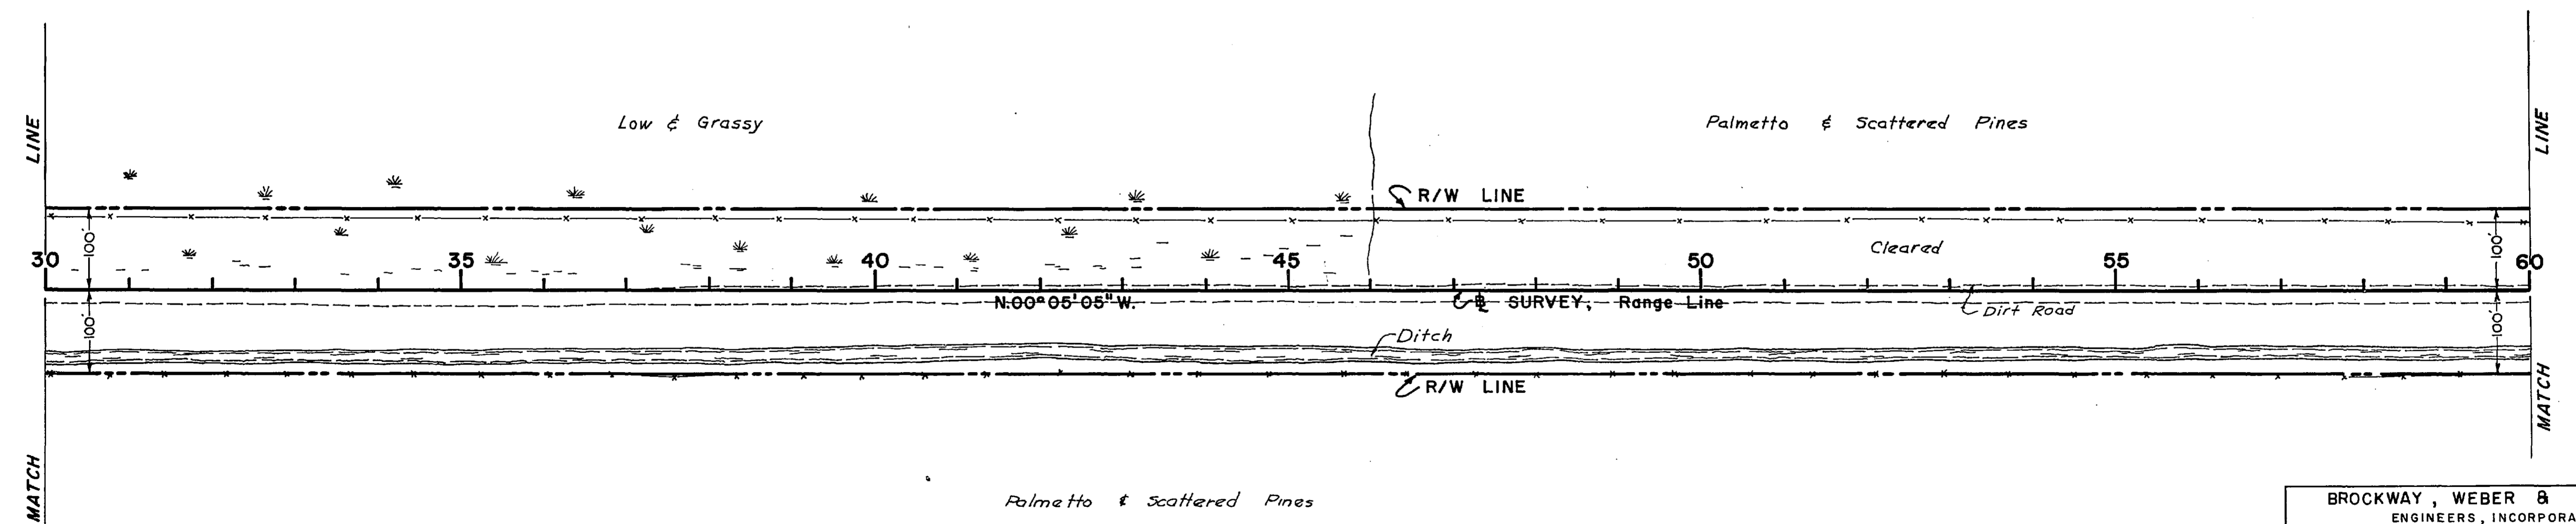 LINE
Low & Grassy
Palmetto & Scattered Pines
LINE
R/W LINE
100'
Cleared
100'
30 35 40 45 50 55 60
N.00°05'05"W.
℄ SURVEY, Range Line
Dirt Road
100'
100'
Ditch
R/W LINE
MATCH
MATCH
Palmetto & Scattered Pines
BROCKWAY, WEBER &
ENGINEERS, INCORPORA